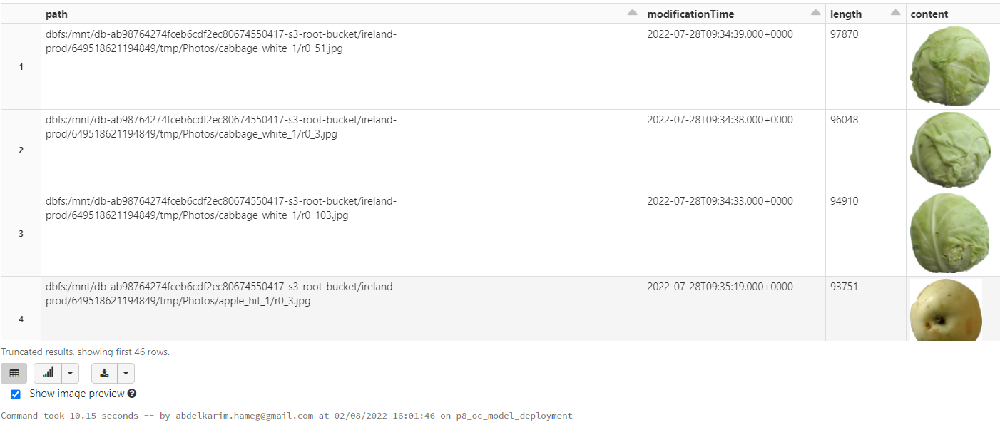 path modificationTime length content
1 dbfs:/mnt/db-ab98764274fceb6cdf2ec80674550417-s3-root-bucket/ireland- 2022-07-28T09:34:39.000+0000 97870
prod/649518621194849/tmp/Photos/cabbage_white_1/r0_51.jpg
2 dbfs:/mnt/db-ab98764274fceb6cdf2ec80674550417-s3-root-bucket/ireland- 2022-07-28T09:34:38.000+0000 96048
prod/649518621194849/tmp/Photos/cabbage_white_1/r0_3.jpg
3 dbfs:/mnt/db-ab98764274fceb6cdf2ec80674550417-s3-root-bucket/ireland- 2022-07-28T09:34:33.000+0000 94910
prod/649518621194849/tmp/Photos/cabbage_white_1/r0_103.jpg
4 dbfs:/mnt/db-ab98764274fceb6cdf2ec80674550417-s3-root-bucket/ireland- 2022-07-28T09:35:19.000+0000 93751
prod/649518621194849/tmp/Photos/apple_hit_1/r0_3.jpg
Truncated results, showing first 46 rows.
Show image preview
Command took 10.15 seconds -- by abdelkarim.hameg@gmail.com at 02/08/2022 16:01:46 on p8_oc_model_deployment